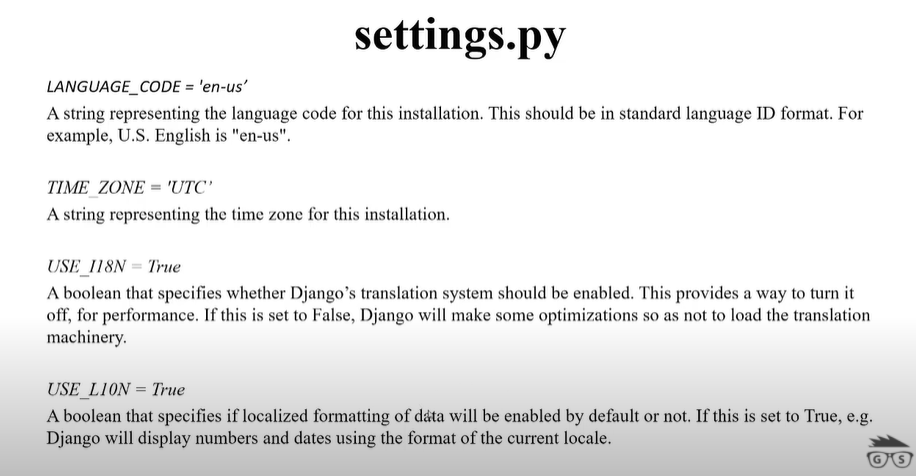 settings.py
LANGUAGE_CODE = 'en-us’
A string representing the language code for this installation. This should be in standard language ID format. For
example, U.S. English is "en-us".
TIME_ZONE = 'UTC’
A string representing the time zone for this installation.
USE_I18N = True
A boolean that specifies whether Django’s translation system should be enabled. This provides a way to turn it
off, for performance. If this is set to False, Django will make some optimizations so as not to load the translation
machinery.
USE_L10N = True
A boolean that specifies if localized formatting of data will be enabled by default or not. If this is set to True, e.g.
Django will display numbers and dates using the format of the current locale.
G S